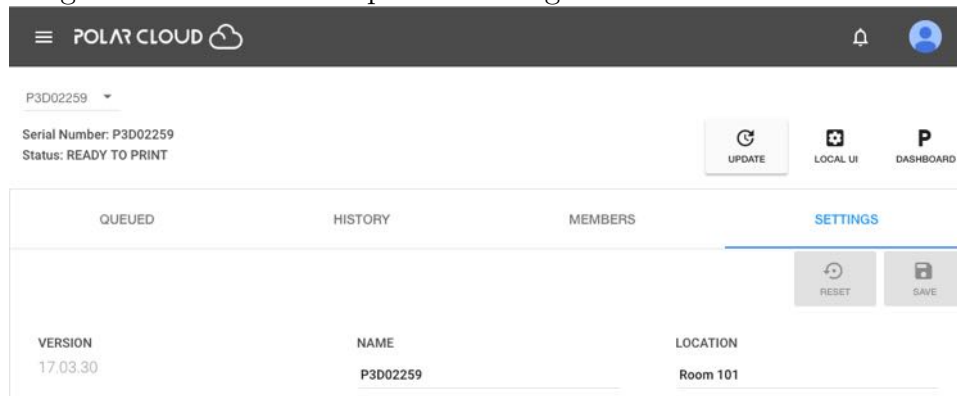 POLAR CLOUD
P3D02259
Serial Number: P3D02259
Status: READY TO PRINT
UPDATE
LOCAL UI
P
DASHBOARD
QUEUED
HISTORY
MEMBERS
SETTINGS
RESET
SAVE
VERSION
NAME
LOCATION
17.03.30
P3D02259
Room 101